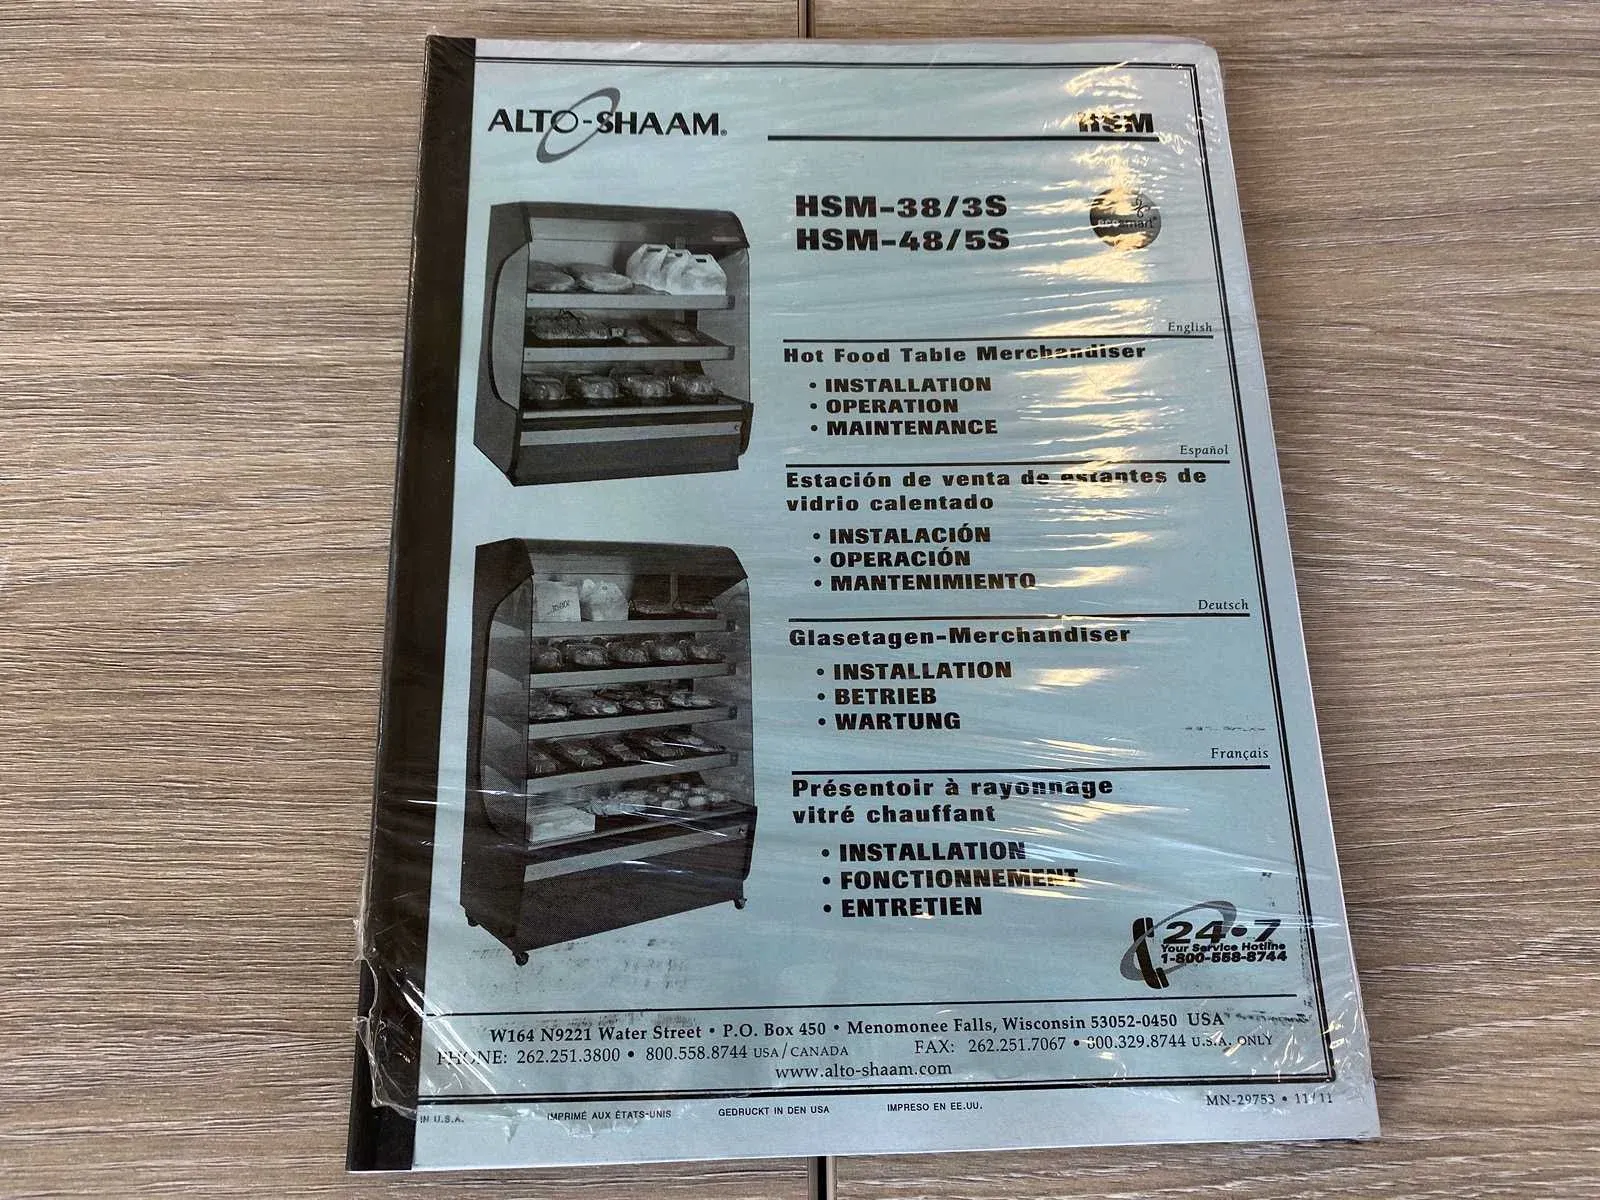 ALTO-SHAAM®
HSM
HSM-38/3S
HSM-48/5S
ecosmart®
English
Hot Food Table Merchandiser
• INSTALLATION
• OPERATION
• MAINTENANCE
Español
Estación de venta de estantes de
vidrio calentado
• INSTALACIÓN
• OPERACIÓN
• MANTENIMIENTO
Deutsch
Glasetagen-Merchandiser
• INSTALLATION
• BETRIEB
• WARTUNG
Français
Présentoir à rayonnage
vitré chauffant
• INSTALLATION
• FONCTIONNEMENT
• ENTRETIEN
24•7
Your Service Hotline
1-800-558-8744
W164 N9221 Water Street • P.O. Box 450 • Menomonee Falls, Wisconsin 53052-0450 USA
PHONE: 262.251.3800 • 800.558.8744 USA/CANADA FAX: 262.251.7067 • 800.329.8744 U.S.A. ONLY
www.alto-shaam.com
IN U.S.A. IMPRIMÉ AUX ÉTATS-UNIS GEDRUCKT IN DEN USA IMPRESO EN EE.UU. MN-29753 • 11/11